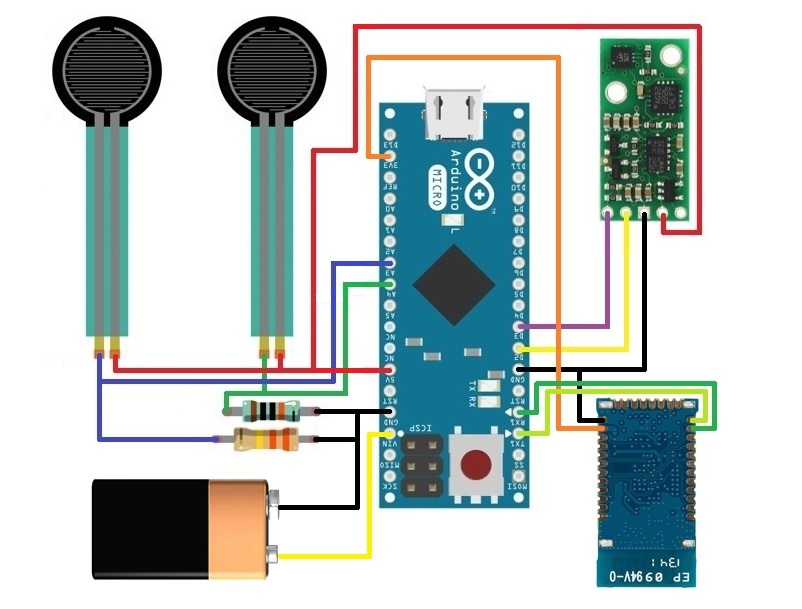 Arduino
MICRO
D13
3V3
REF
A0
A1
A2
A3
A4
A5
NC
NC
5V
RST
GND
VIN
MISO
SCK
L
TX
RX
ICSP
D12
D11
D10
D9
D8
D7
D6
D5
D4
D3
D2
GND
RST
RX1
TX1
SS
MOSI
1341
EP 0994V-0